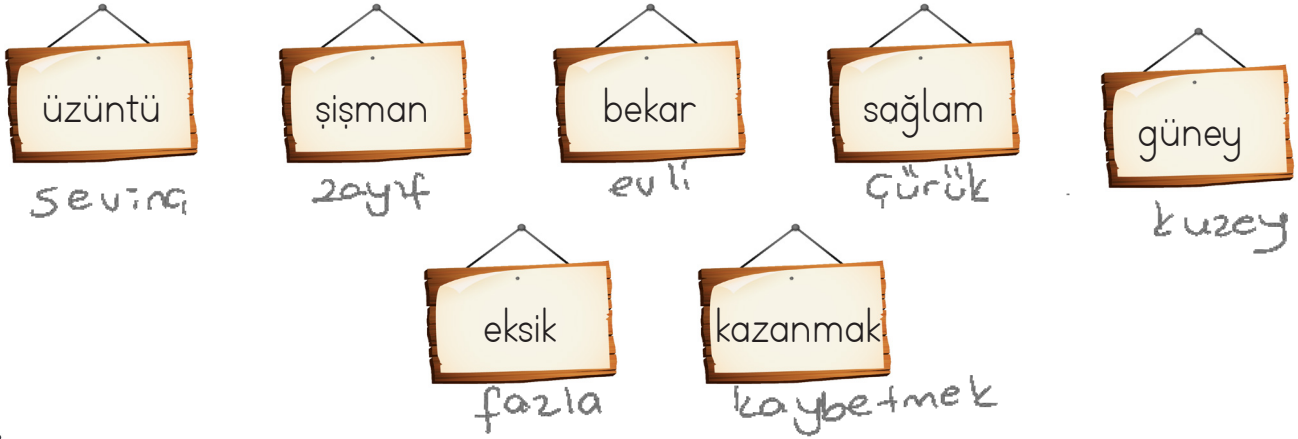 üzüntü şişman bekar sağlam güney
sevinç zayıf evli çürük kuzey
eksik kazanmak
fazla kaybetmek